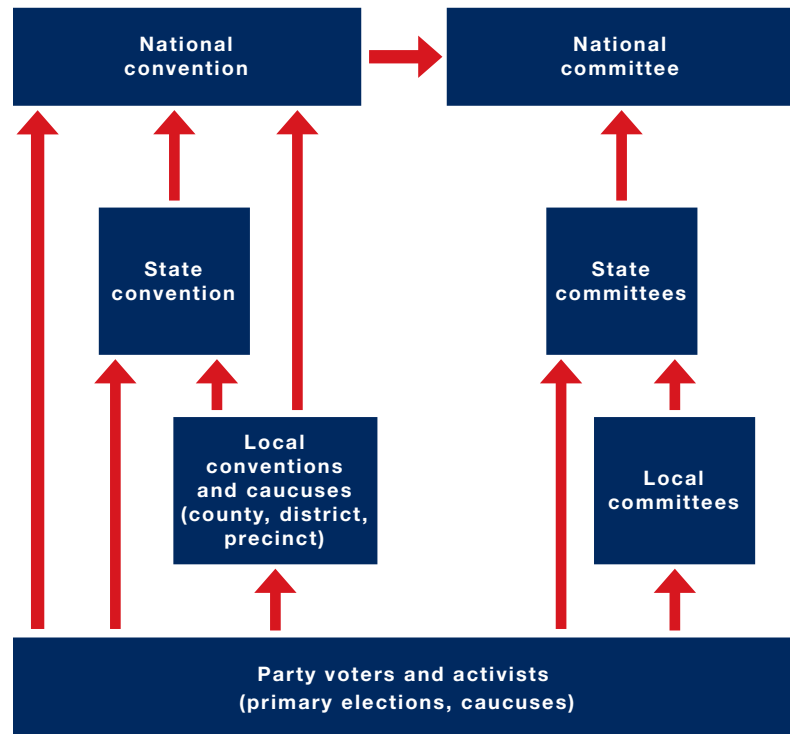 National
convention
National
committee
State
convention
State
committees
Local
conventions
and caucuses
(county, district,
precinct)
Local
committees
Party voters and activists
(primary elections, caucuses)